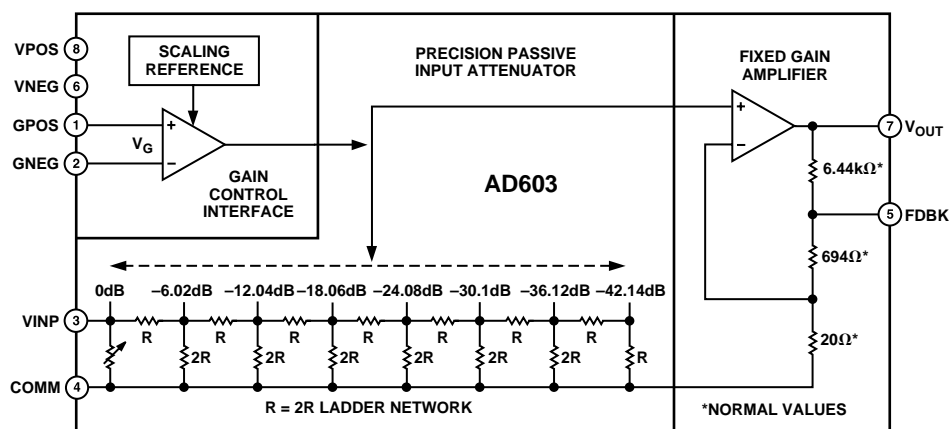 VPOS 8
VNEG 6
GPOS 1
GNEG 2
SCALING
REFERENCE
VG
+
−
GAIN
CONTROL
INTERFACE
PRECISION PASSIVE
INPUT ATTENUATOR
AD603
FIXED GAIN
AMPLIFIER
+
−
7 VOUT
6.44kΩ*
5 FDBK
694Ω*
20Ω*
*NORMAL VALUES
0dB −6.02dB −12.04dB −18.06dB −24.08dB −30.1dB −36.12dB −42.14dB
VINP 3
R R R R R R R
2R 2R 2R 2R 2R 2R R
COMM 4
R = 2R LADDER NETWORK